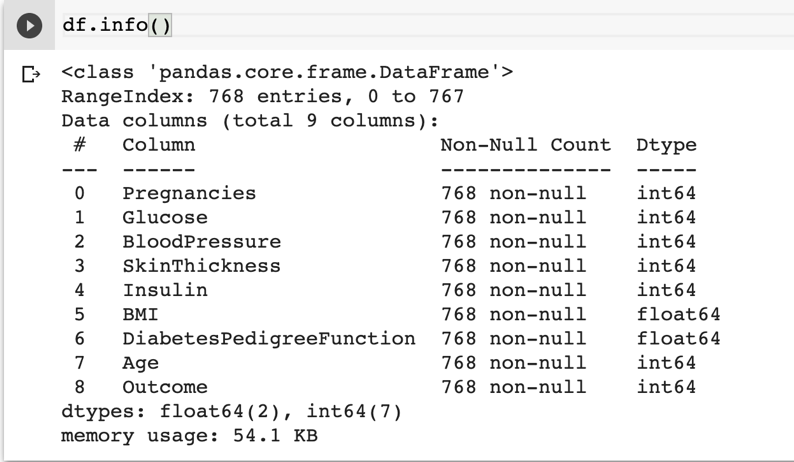 df.info()
<class 'pandas.core.frame.DataFrame'>
RangeIndex: 768 entries, 0 to 767
Data columns (total 9 columns):
 #   Column                    Non-Null Count  Dtype
---  ------                    --------------  -----
 0   Pregnancies               768 non-null    int64
 1   Glucose                   768 non-null    int64
 2   BloodPressure             768 non-null    int64
 3   SkinThickness             768 non-null    int64
 4   Insulin                   768 non-null    int64
 5   BMI                       768 non-null    float64
 6   DiabetesPedigreeFunction  768 non-null    float64
 7   Age                       768 non-null    int64
 8   Outcome                   768 non-null    int64
dtypes: float64(2), int64(7)
memory usage: 54.1 KB